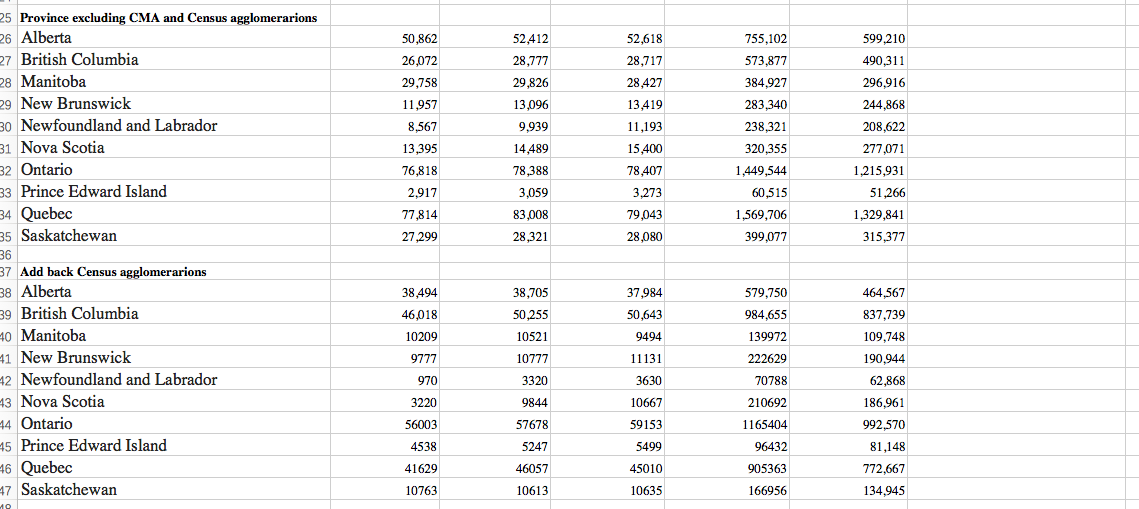 25 Province excluding CMA and Census agglomerarions
26 Alberta 50,862 52,412 52,618 755,102 599,210
27 British Columbia 26,072 28,777 28,717 573,877 490,311
28 Manitoba 29,758 29,826 28,427 384,927 296,916
29 New Brunswick 11,957 13,096 13,419 283,340 244,868
30 Newfoundland and Labrador 8,567 9,939 11,193 238,321 208,622
31 Nova Scotia 13,395 14,489 15,400 320,355 277,071
32 Ontario 76,818 78,388 78,407 1,449,544 1,215,931
33 Prince Edward Island 2,917 3,059 3,273 60,515 51,266
34 Quebec 77,814 83,008 79,043 1,569,706 1,329,841
35 Saskatchewan 27,299 28,321 28,080 399,077 315,377
36
37 Add back Census agglomerarions
38 Alberta 38,494 38,705 37,984 579,750 464,567
39 British Columbia 46,018 50,255 50,643 984,655 837,739
40 Manitoba 10209 10521 9494 139972 109,748
41 New Brunswick 9777 10777 11131 222629 190,944
42 Newfoundland and Labrador 970 3320 3630 70788 62,868
43 Nova Scotia 3220 9844 10667 210692 186,961
44 Ontario 56003 57678 59153 1165404 992,570
45 Prince Edward Island 4538 5247 5499 96432 81,148
46 Quebec 41629 46057 45010 905363 772,667
47 Saskatchewan 10763 10613 10635 166956 134,945